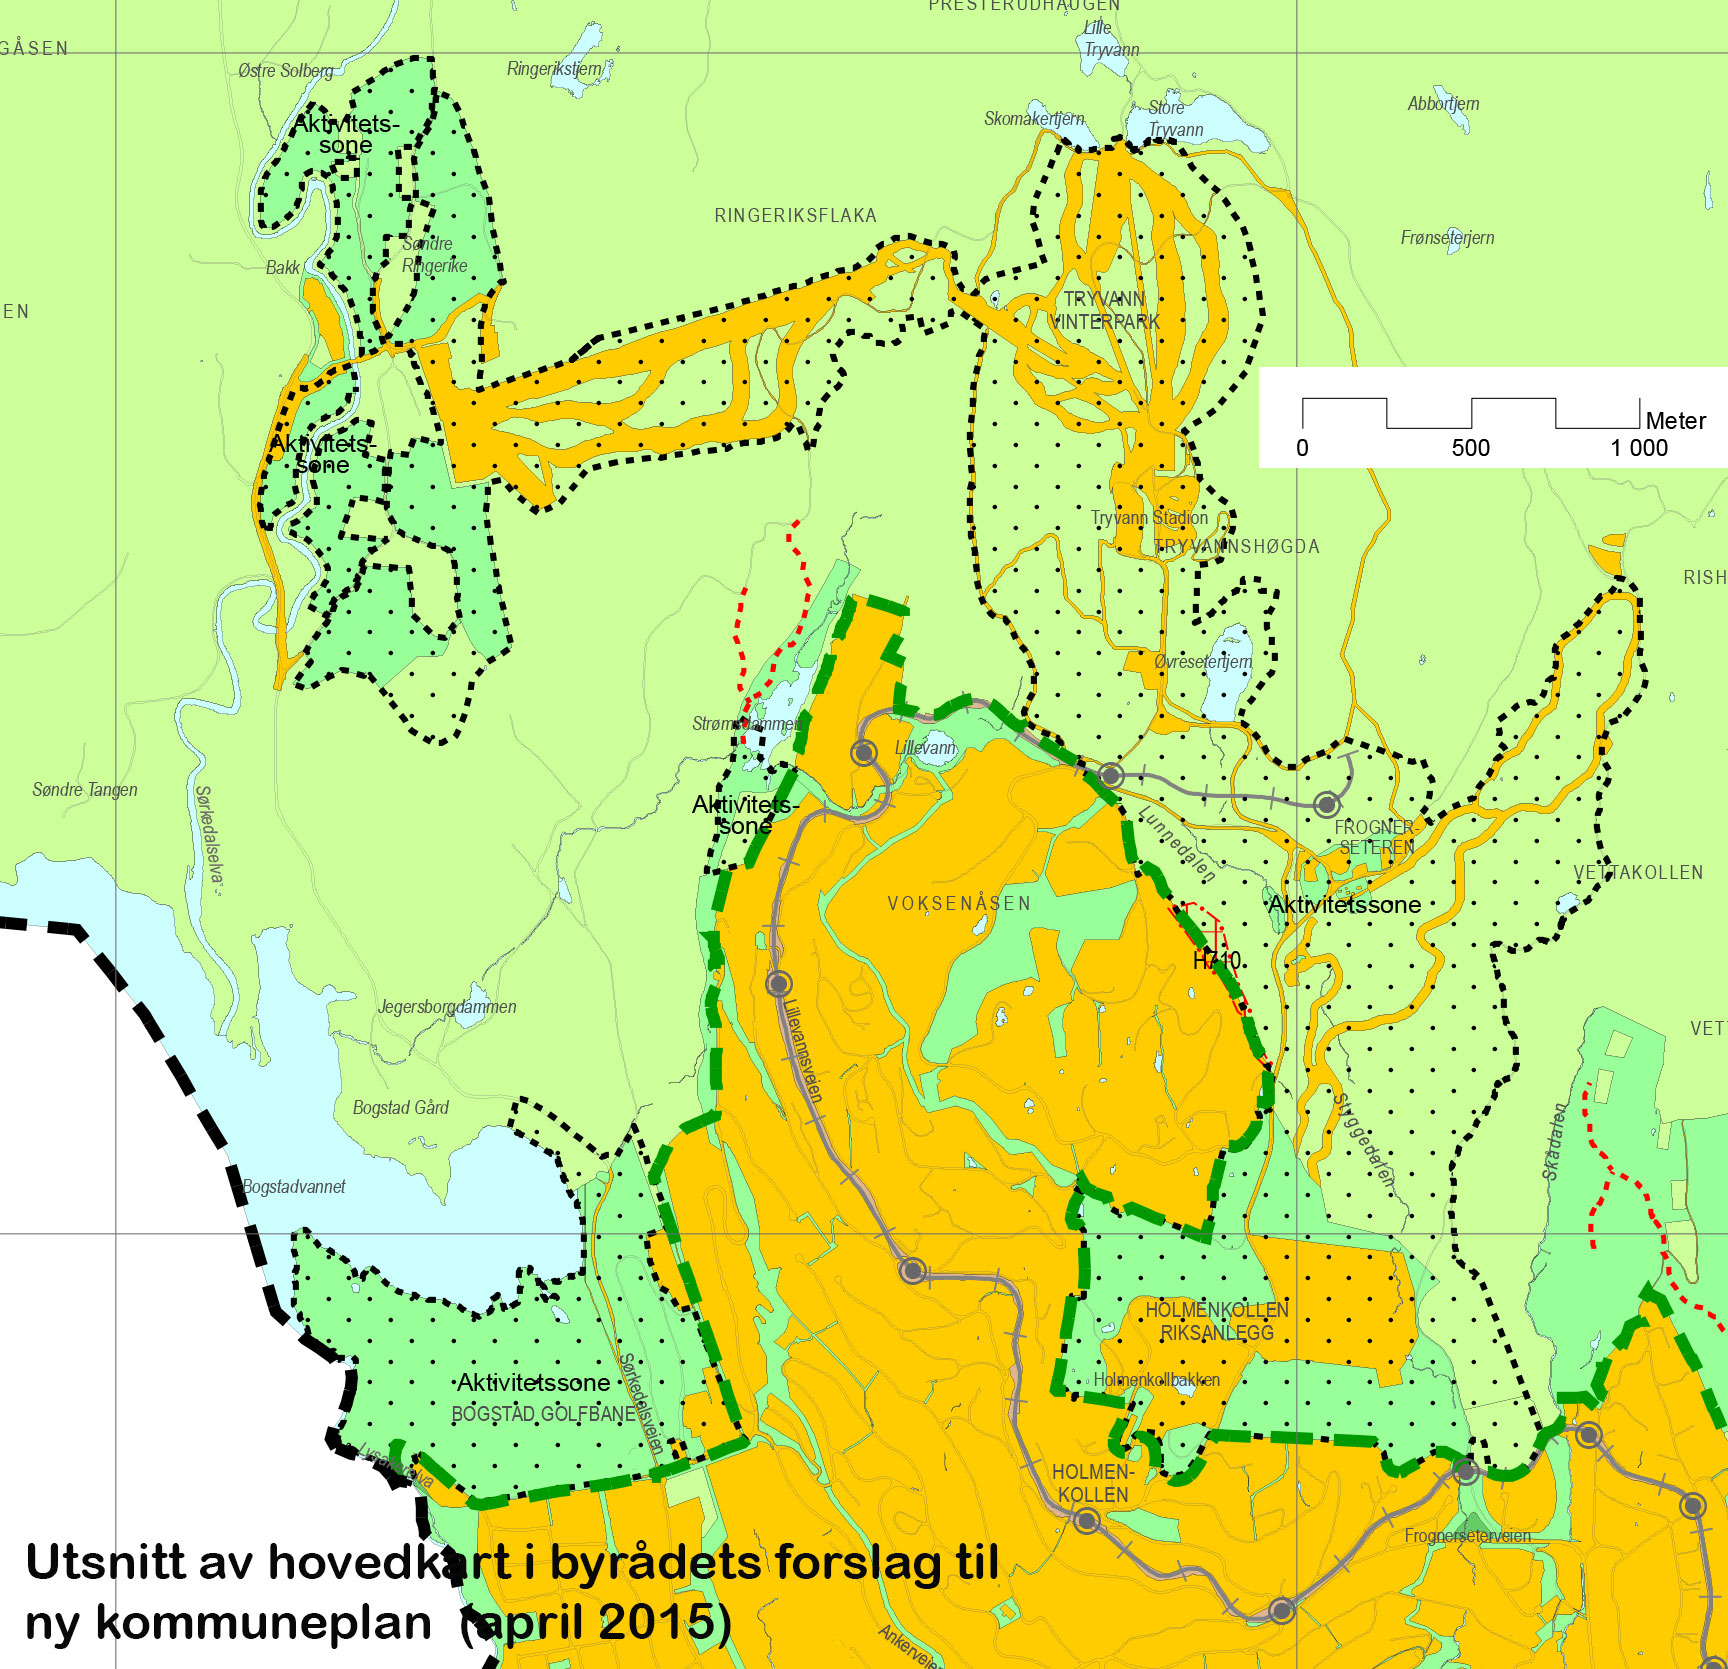 PRESTERUDHAUGEN
GÅSEN
Lille
Tryvann
Østre Solberg
Ringerikstjern
Skomakertjern
Store
Tryvann
Abbortjern
Aktivitets-
sone
RINGERIKSFLAKA
Søndre
Ringerike
Bakk
Frønseterjern
EN
TRYVANN
VINTERPARK
Meter
0 500 1 000
Aktivitets-
sone
Tryvann Stadion
TRYVANNSHØGDA
RISH
Øvresetertjern
Strømsdammen
Lillevann
Søndre Tangen
Sørkedalselva
Aktivitets-
sone
Lunnedalen
FROGNER-
SETEREN
VETTAKOLLEN
VOKSENÅSEN
Aktivitetssone
H710
Jegersborgdammen
Lillevannsveien
VETT
Bogstad Gård
Styggedalen
Skådalen
Bogstadvannet
HOLMENKOLLEN
RIKSANLEGG
Holmenkollbakken
Aktivitetssone
BOGSTAD GOLFBANE
Sørkedalsveien
Lysakerelva
HOLMEN-
KOLLEN
Frognerseterveien
Utsnitt av hovedkart i byrådets forslag til
ny kommuneplan (april 2015)
Ankerveien